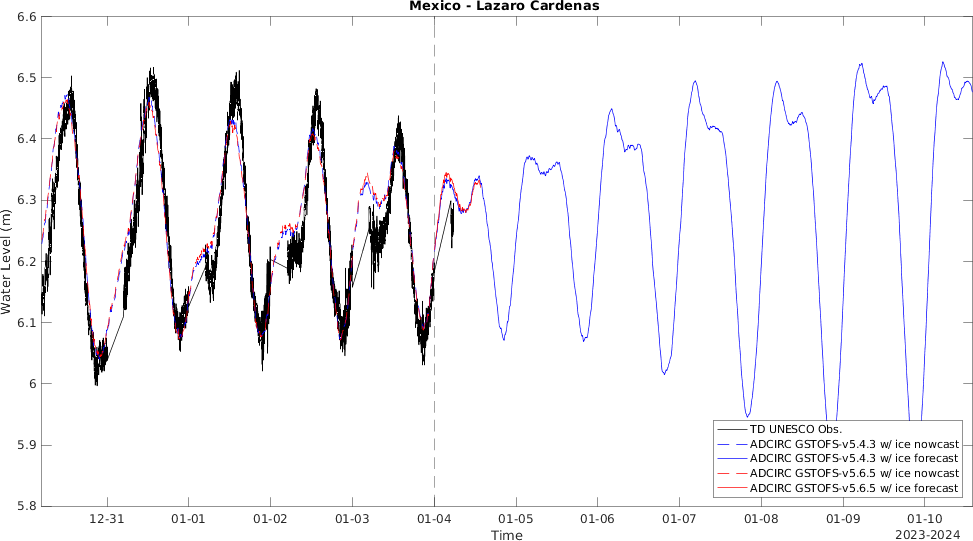 Mexico - Lazaro Cardenas
6.6
6.5
6.4
6.3
6.2
6.1
6
5.9
5.8
Water Level (m)
TD UNESCO Obs.
ADCIRC GSTOFS-v5.4.3 w/ ice nowcast
ADCIRC GSTOFS-v5.4.3 w/ ice forecast
ADCIRC GSTOFS-v5.6.5 w/ ice nowcast
ADCIRC GSTOFS-v5.6.5 w/ ice forecast
12-31 01-01 01-02 01-03 01-04 01-05 01-06 01-07 01-08 01-09 01-10
Time
2023-2024